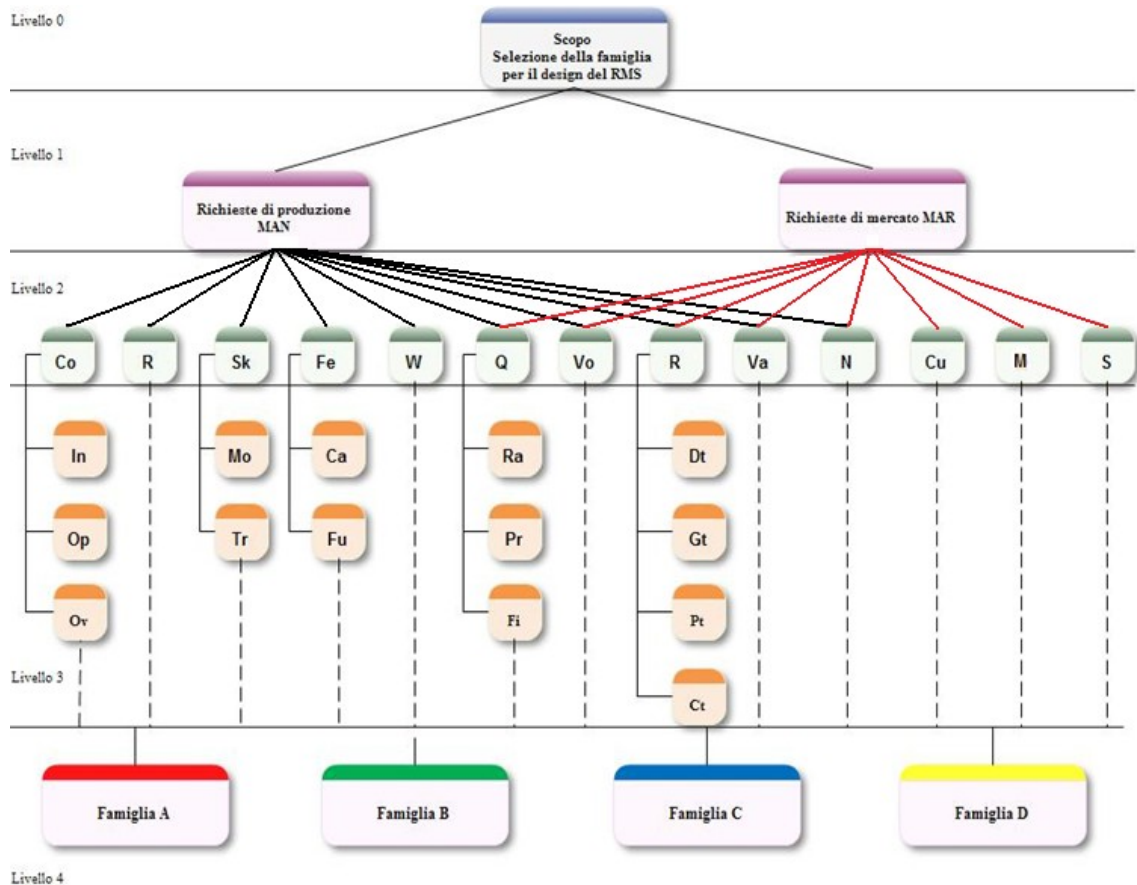 Livello 0
Scopo
Selezione della famiglia
per il design del RMS
Livello 1
Richieste di produzione
MAN
Richieste di mercato MAR
Livello 2
Co R Sk Fe W Q Vo R Va N Cu M S
In Mo Ca Ra Dt
Op Tr Fu Pr Gt
Ov Fi Pt
Livello 3
Ct
Famiglia A Famiglia B Famiglia C Famiglia D
Livello 4